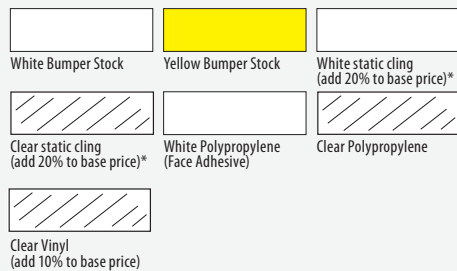 White Bumper Stock
Yellow Bumper Stock
White static cling
(add 20% to base price)*
Clear static cling
(add 20% to base price)*
White Polypropylene
(Face Adhesive)
Clear Polypropylene
Clear Vinyl
(add 10% to base price)